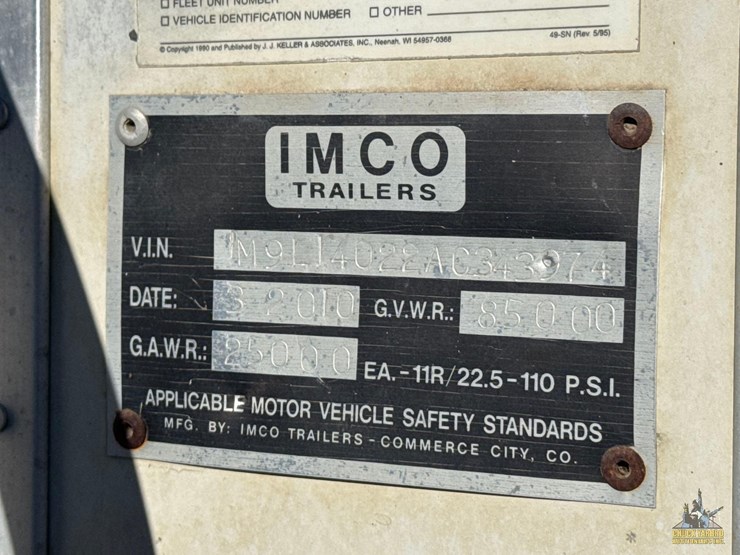 □ FLEET UNIT NUMBER
□ VEHICLE IDENTIFICATION NUMBER □ OTHER
© Copyright 1990 and Published by J. J. KELLER & ASSOCIATES, INC., Neenah, WI 54957-0368 49-SN (Rev. 5/95)
IMCO
TRAILERS
V.I.N. 1M9L14022AC343974
DATE: 3 2010 G.V.W.R.: 85000
G.A.W.R.: 25000 EA.-11R/22.5-110 P.S.I.
APPLICABLE MOTOR VEHICLE SAFETY STANDARDS
MFG. BY: IMCO TRAILERS - COMMERCE CITY, CO.